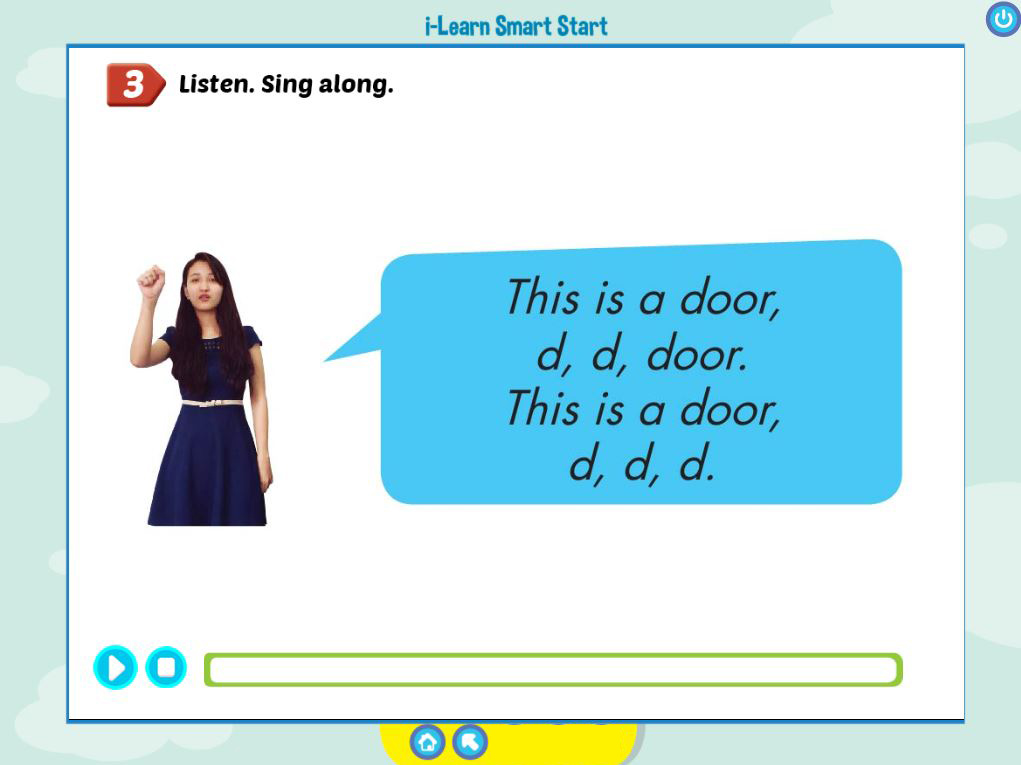 i-Learn Smart Start
3 Listen. Sing along.
This is a door,
d, d, door.
This is a door,
d, d, d.